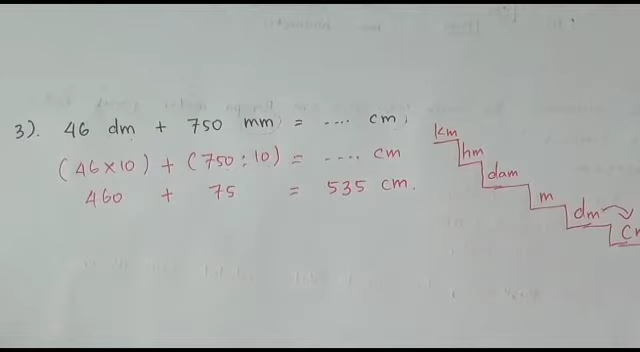 3). 46 dm + 750 mm = .... cm
(46×10) + (750:10) = .... cm
460 + 75 = 535 cm.
km
hm
dam
m
dm